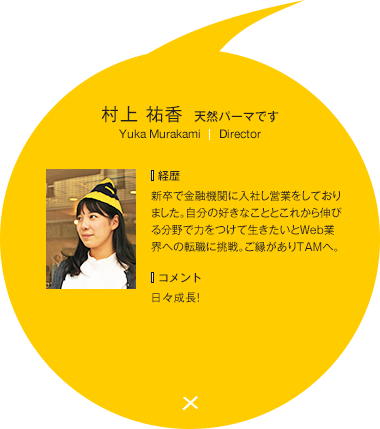 村上 祐香 天然パーマです
Yuka Murakami | Director
経歴
新卒で金融機関に入社し営業をしており
ました。自分の好きなこととこれから伸び
る分野で力をつけて生きたいとWeb業
界への転職に挑戦。ご縁がありTAMへ。
コメント
日々成長!